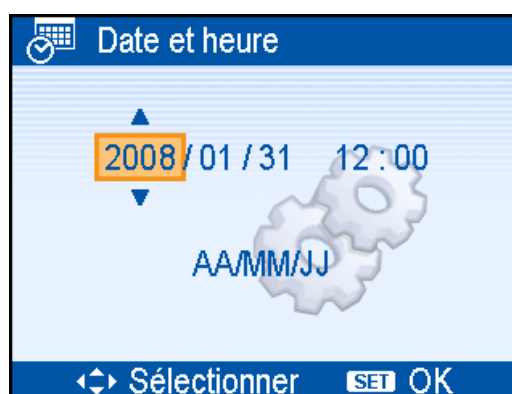 Date et heure
2008 / 01 / 31 12 : 00
AA/MM/JJ
Sélectionner SET OK